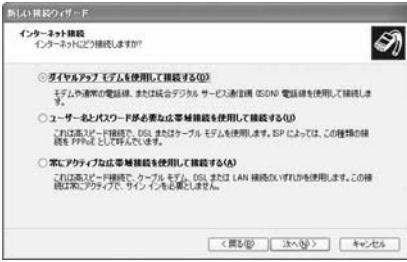 新しい接続ウィザード
インターネット接続
インターネットにどう接続しますか?
ダイヤルアップ モデムを使用して接続する(D)
モデムや通常の電話線、または統合デジタル サービス通信網 (ISDN) 電話線を使用して接続しま
す。
ユーザー名とパスワードが必要な広帯域接続を使用して接続する(U)
これは高スピード接続で、DSL またはケーブル モデムを使用します。ISP によっては、この種類の接
続を PPPoE として呼んでいます。
常にアクティブな広帯域接続を使用して接続する(A)
これは高スピード接続で、ケーブル モデム、DSL または LAN 接続のいずれかを使用します。この接
続は常にアクティブで、サイン インを必要としません。
< 戻る(B) 次へ(N) > キャンセル